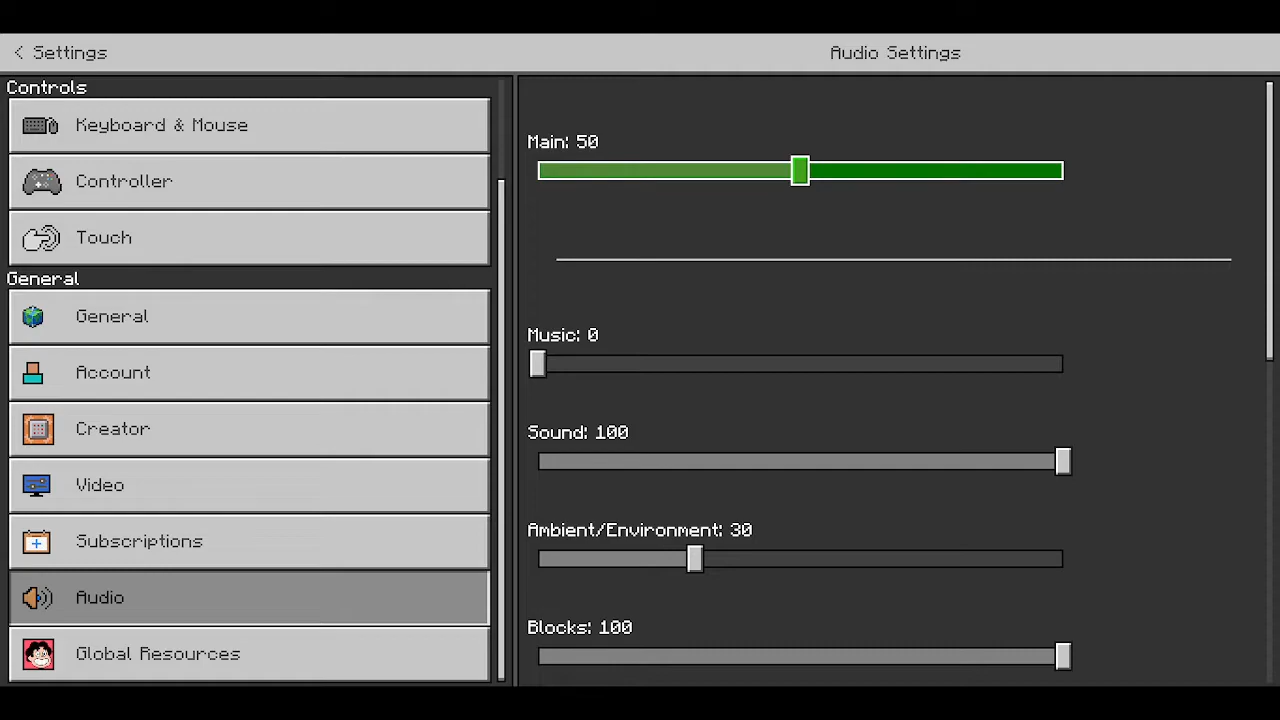 < Settings
Audio Settings
Controls
Keyboard & Mouse
Controller
Touch
General
General
Account
Creator
Video
Subscriptions
Audio
Global Resources
Main: 50
Music: 0
Sound: 100
Ambient/Environment: 30
Blocks: 100